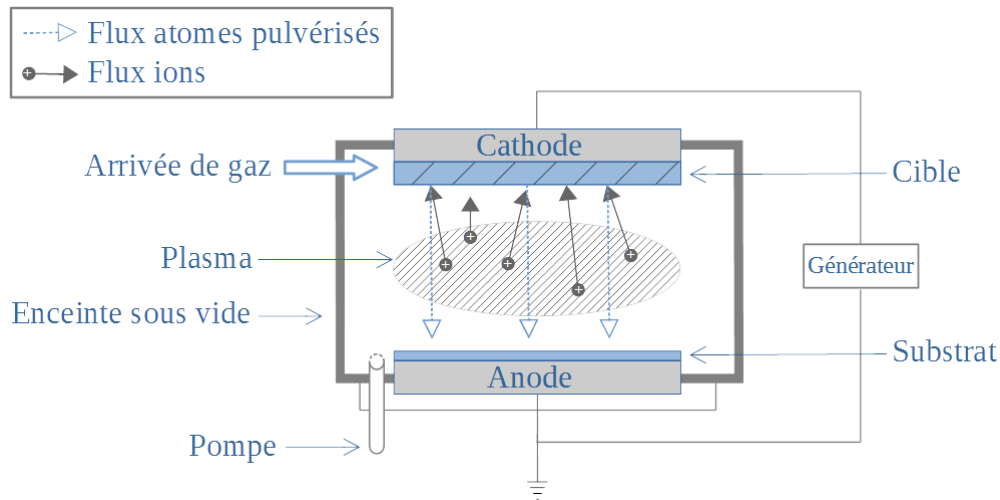 Flux atomes pulvérisés
Flux ions
Cathode
Arrivée de gaz
Cible
Plasma
Générateur
Enceinte sous vide
Substrat
Anode
Pompe